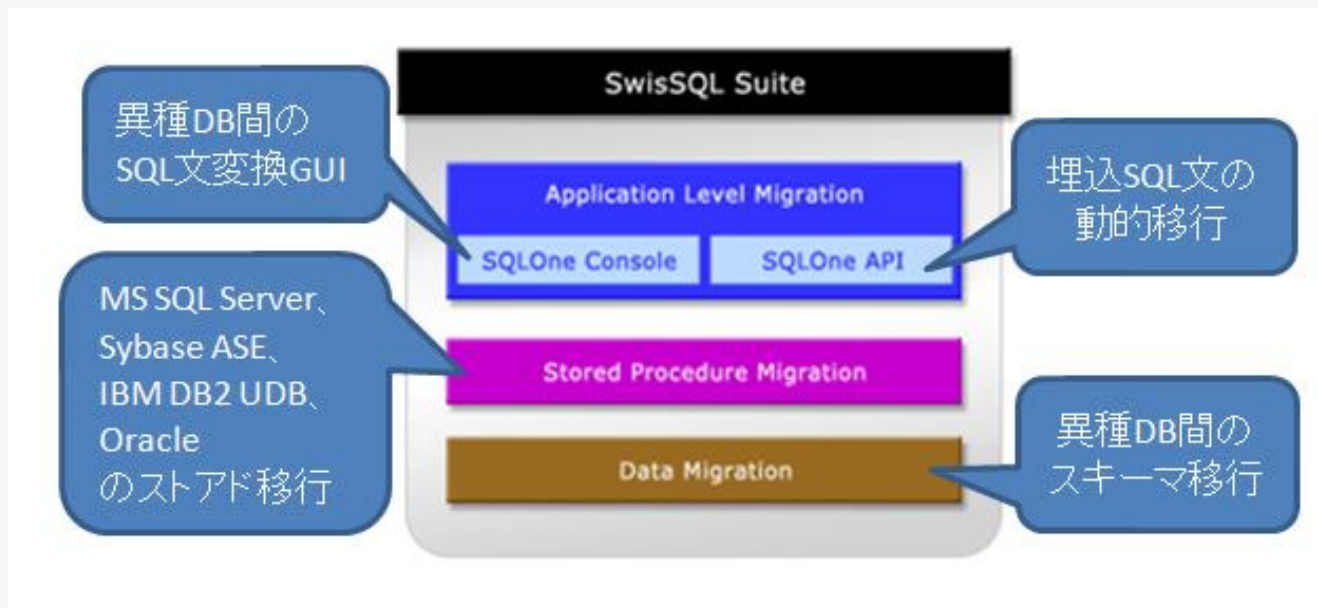 SwisSQL Suite
異種DB間の
SQL文変換GUI
Application Level Migration
SQLOne Console
SQLOne API
埋込SQL文の
動的移行
MS SQL Server、
Sybase ASE、
IBM DB2 UDB、
Oracle
のストアド移行
Stored Procedure Migration
Data Migration
異種DB間の
スキーマ移行